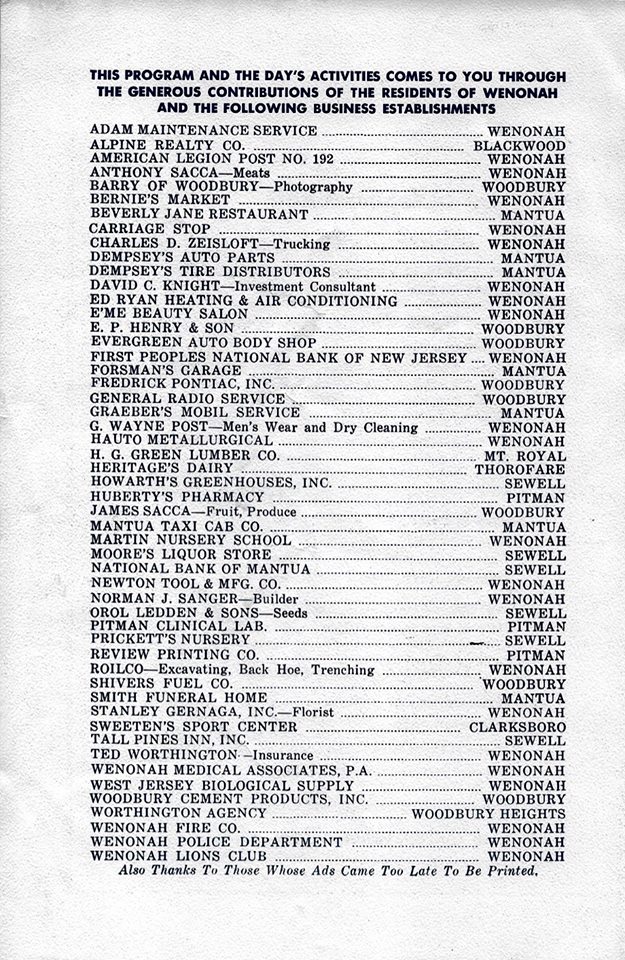 THIS PROGRAM AND THE DAY'S ACTIVITIES COMES TO YOU THROUGH
THE GENEROUS CONTRIBUTIONS OF THE RESIDENTS OF WENONAH
AND THE FOLLOWING BUSINESS ESTABLISHMENTS
ADAM MAINTENANCE SERVICE ........ WENONAH
ALPINE REALTY CO. ........ BLACKWOOD
AMERICAN LEGION POST NO. 192 ........ WENONAH
ANTHONY SACCA—Meats ........ WENONAH
BARRY OF WOODBURY—Photography ........ WOODBURY
BERNIE'S MARKET ........ WENONAH
BEVERLY JANE RESTAURANT ........ MANTUA
CARRIAGE STOP ........ WENONAH
CHARLES D. ZEISLOFT—Trucking ........ WENONAH
DEMPSEY'S AUTO PARTS ........ MANTUA
DEMPSEY'S TIRE DISTRIBUTORS ........ MANTUA
DAVID C. KNIGHT—Investment Consultant ........ WENONAH
ED RYAN HEATING & AIR CONDITIONING ........ WENONAH
E'ME BEAUTY SALON ........ WENONAH
E. P. HENRY & SON ........ WOODBURY
EVERGREEN AUTO BODY SHOP ........ WOODBURY
FIRST PEOPLES NATIONAL BANK OF NEW JERSEY .... WENONAH
FORSMAN'S GARAGE ........ MANTUA
FREDRICK PONTIAC, INC. ........ WOODBURY
GENERAL RADIO SERVICE ........ WOODBURY
GRAEBER'S MOBIL SERVICE ........ MANTUA
G. WAYNE POST—Men's Wear and Dry Cleaning ........ WENONAH
HAUTO METALLURGICAL ........ WENONAH
H. G. GREEN LUMBER CO. ........ MT. ROYAL
HERITAGE'S DAIRY ........ THOROFARE
HOWARTH'S GREENHOUSES, INC. ........ SEWELL
HUBERTY'S PHARMACY ........ PITMAN
JAMES SACCA—Fruit, Produce ........ WOODBURY
MANTUA TAXI CAB CO. ........ MANTUA
MARTIN NURSERY SCHOOL ........ WENONAH
MOORE'S LIQUOR STORE ........ SEWELL
NATIONAL BANK OF MANTUA ........ SEWELL
NEWTON TOOL & MFG. CO. ........ WENONAH
NORMAN J. SANGER—Builder ........ WENONAH
OROL LEDDEN & SONS—Seeds ........ SEWELL
PITMAN CLINICAL LAB. ........ PITMAN
PRICKETT'S NURSERY ........ SEWELL
REVIEW PRINTING CO. ........ PITMAN
ROILCO—Excavating, Back Hoe, Trenching ........ WENONAH
SHIVERS FUEL CO. ........ WOODBURY
SMITH FUNERAL HOME ........ MANTUA
STANLEY GERNAGA, INC.—Florist ........ WENONAH
SWEETEN'S SPORT CENTER ........ CLARKSBORO
TALL PINES INN, INC. ........ SEWELL
TED WORTHINGTON—Insurance ........ WENONAH
WENONAH MEDICAL ASSOCIATES, P.A. ........ WENONAH
WEST JERSEY BIOLOGICAL SUPPLY ........ WENONAH
WOODBURY CEMENT PRODUCTS, INC. ........ WOODBURY
WORTHINGTON AGENCY ........ WOODBURY HEIGHTS
WENONAH FIRE CO. ........ WENONAH
WENONAH POLICE DEPARTMENT ........ WENONAH
WENONAH LIONS CLUB ........ WENONAH
Also Thanks To Those Whose Ads Came Too Late To Be Printed.